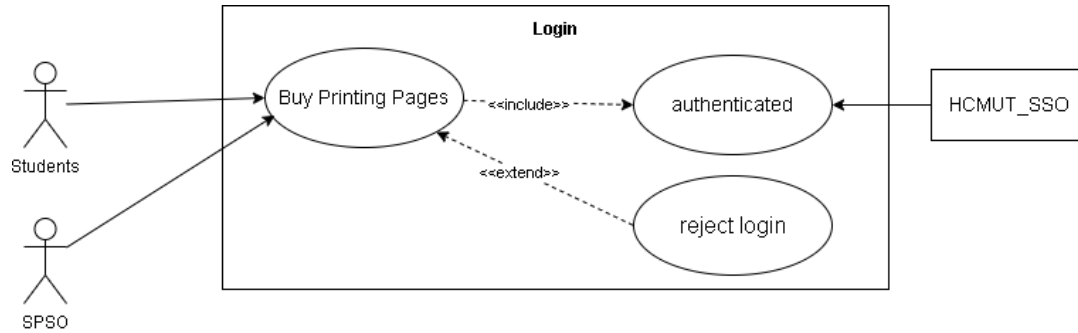 Login
Buy Printing Pages
<<include>>
authenticated
HCMUT_SSO
Students
<<extend>>
reject login
SPSO